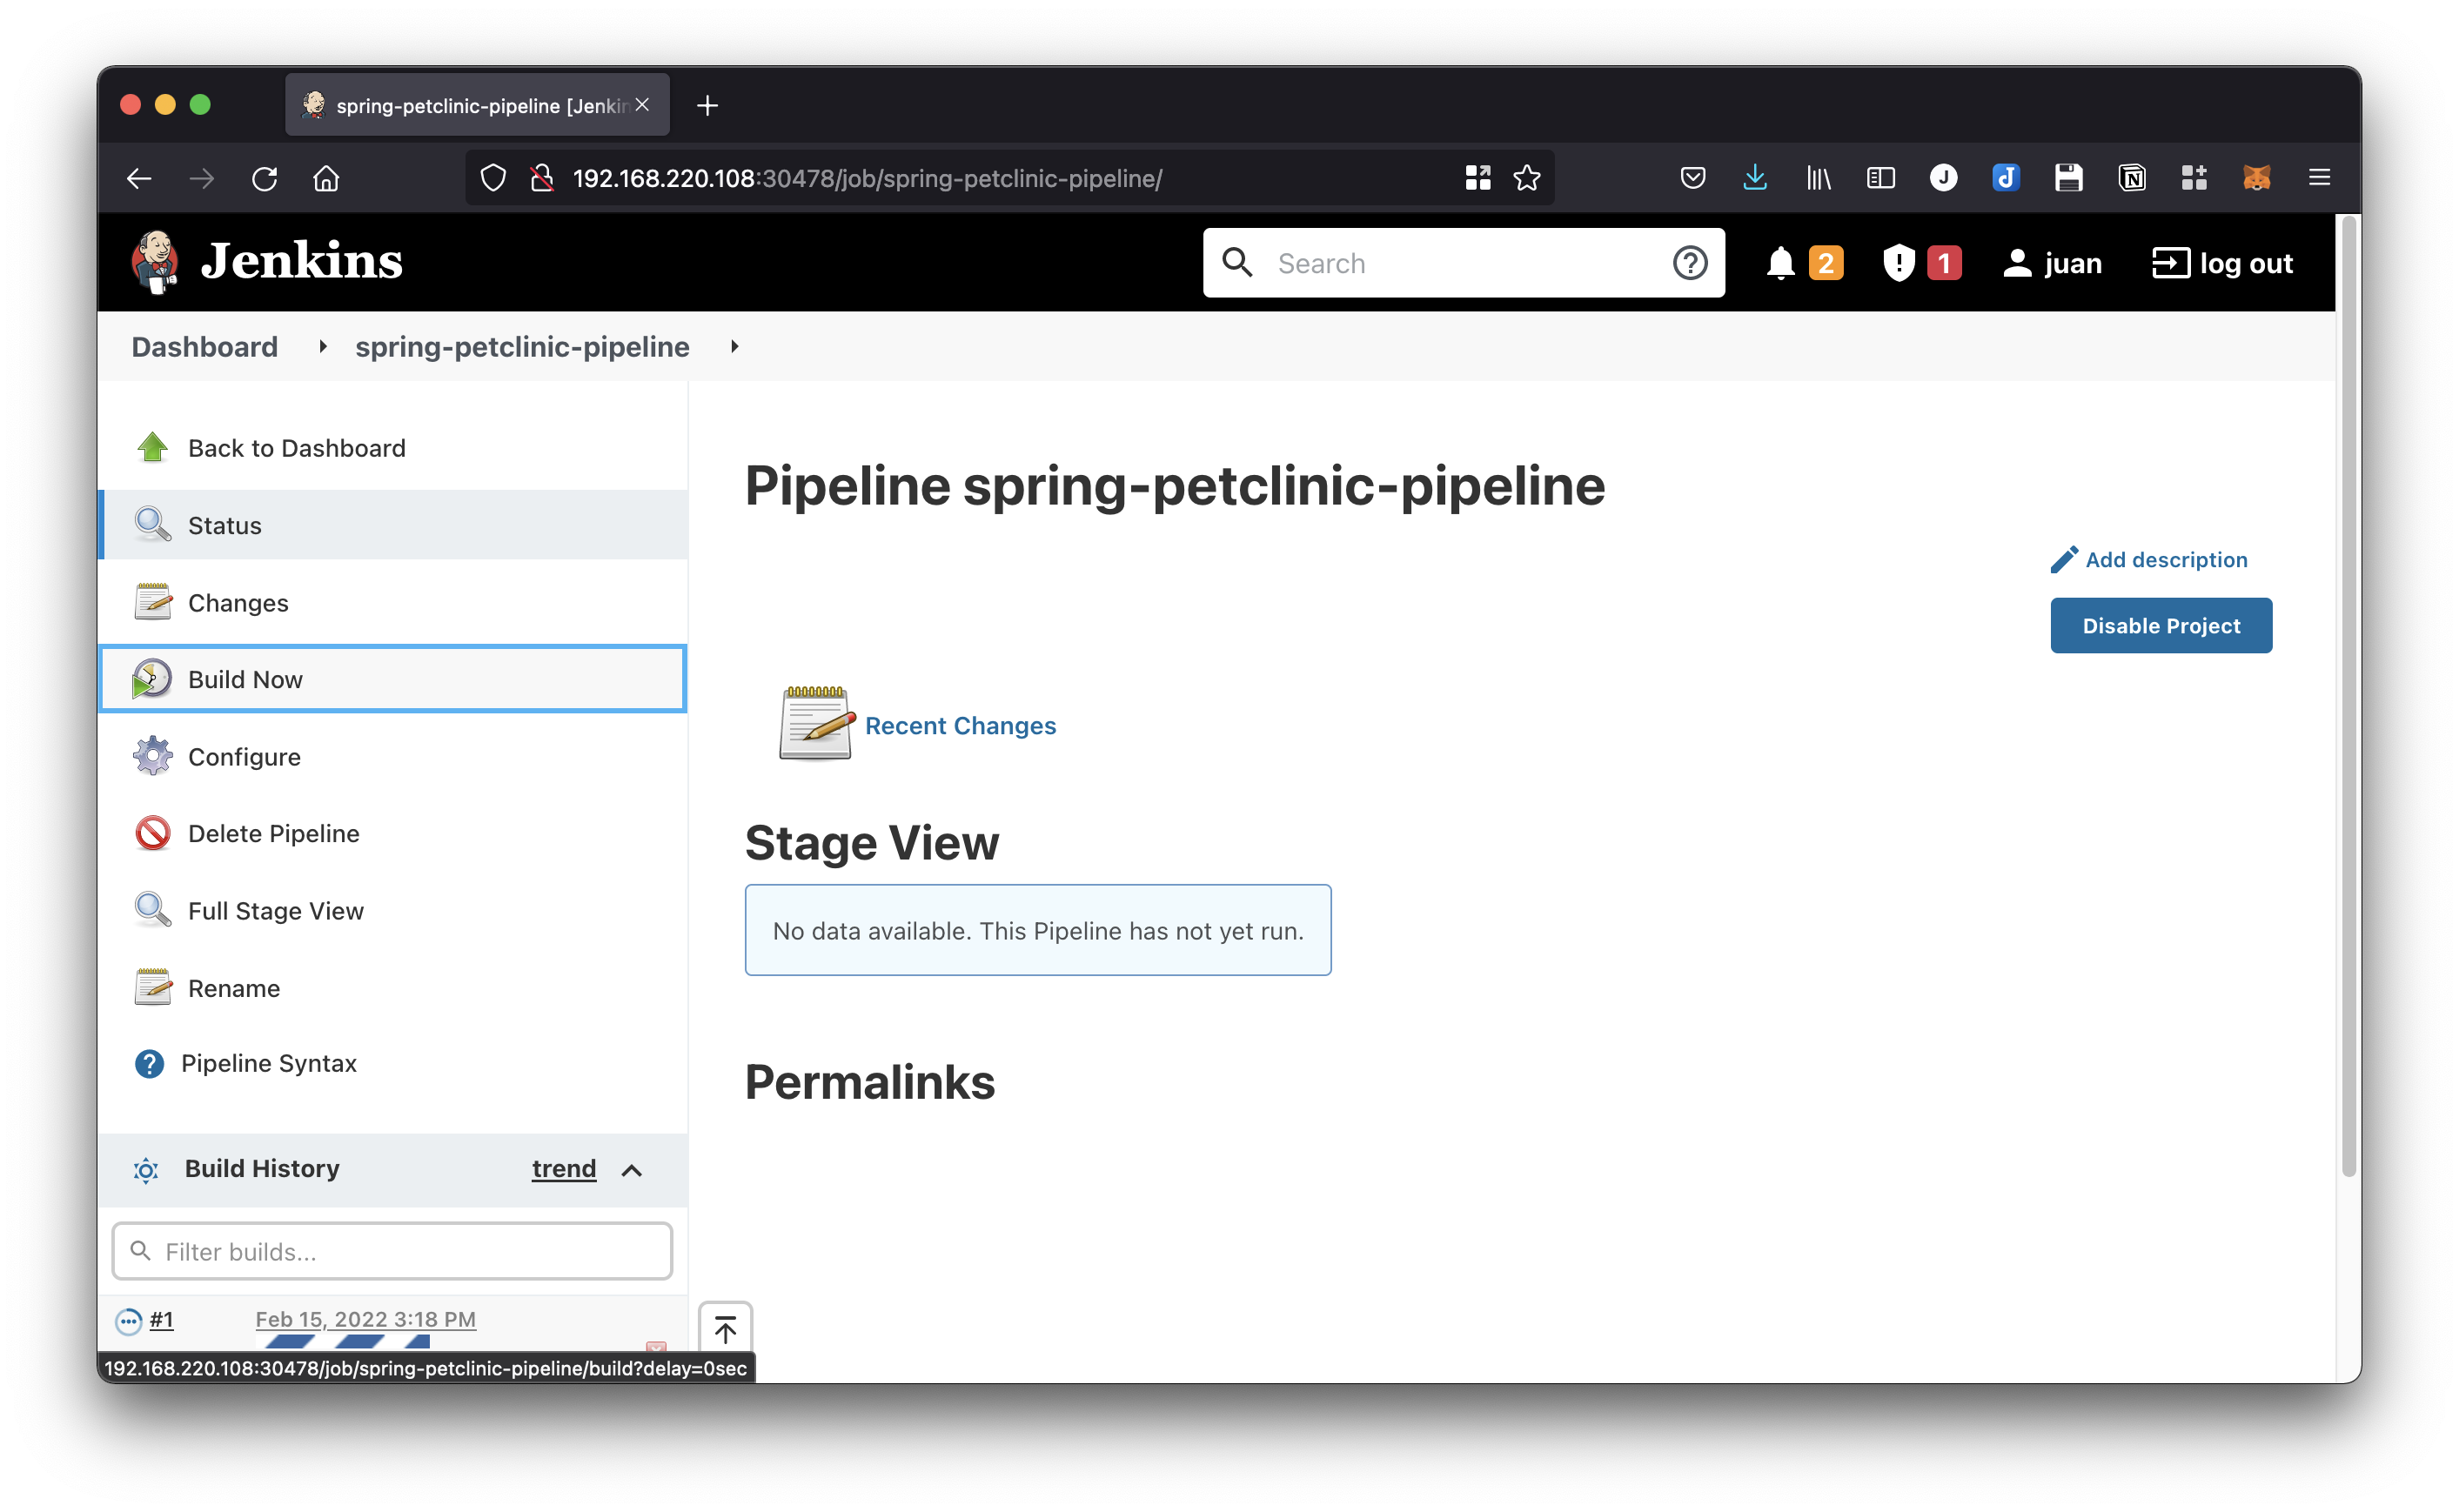 spring-petclinic-pipeline [Jenkin
192.168.220.108:30478/job/spring-petclinic-pipeline/
J
Jenkins
Search
2
1
juan
log out
Dashboard
spring-petclinic-pipeline
Back to Dashboard
Status
Changes
Build Now
Configure
Delete Pipeline
Full Stage View
Rename
Pipeline Syntax
Build History
trend
Filter builds...
#1
Feb 15, 2022 3:18 PM
Pipeline spring-petclinic-pipeline
Add description
Disable Project
Recent Changes
Stage View
No data available. This Pipeline has not yet run.
Permalinks
192.168.220.108:30478/job/spring-petclinic-pipeline/build?delay=0sec